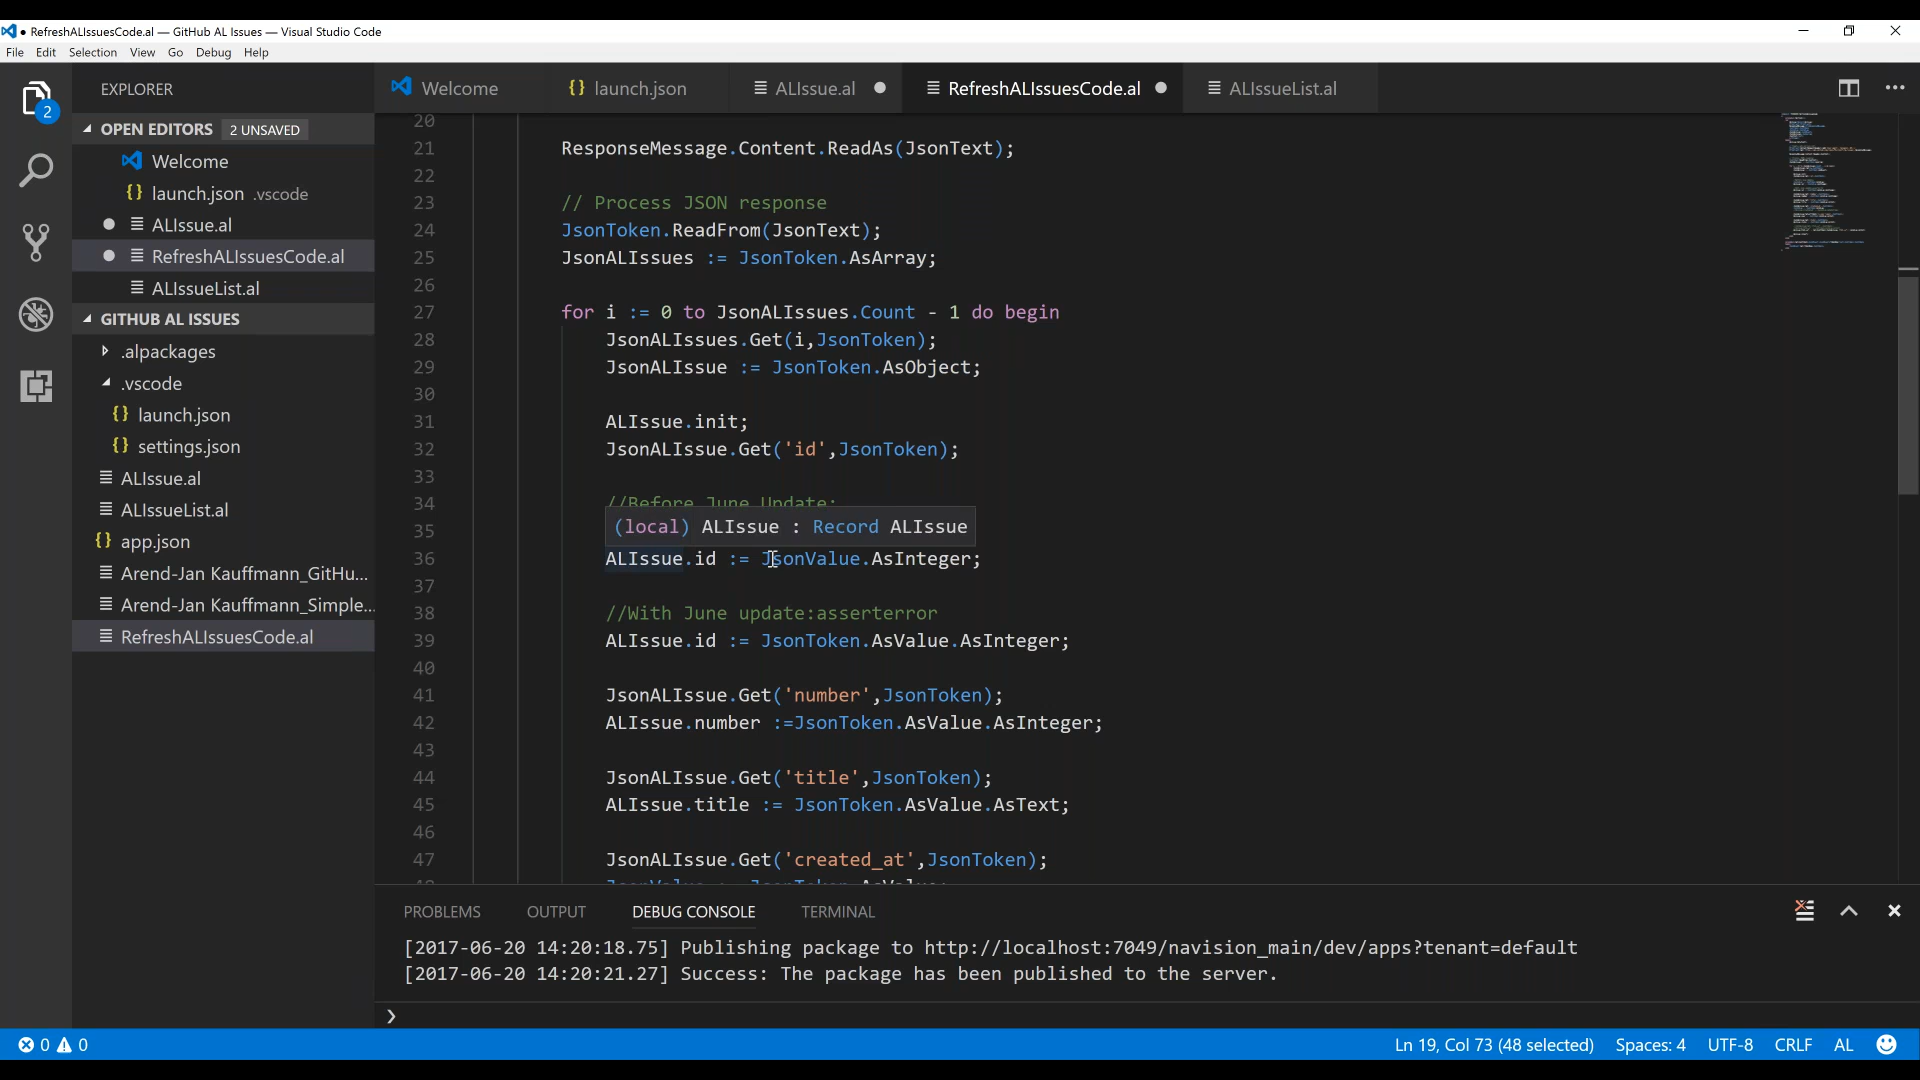 ● RefreshALIssuesCode.al — GitHub AL Issues — Visual Studio Code
File Edit Selection View Go Debug Help
2
EXPLORER
OPEN EDITORS 2 UNSAVED
Welcome
launch.json .vscode
ALIssue.al
RefreshALIssuesCode.al
ALIssueList.al
GITHUB AL ISSUES
.alpackages
.vscode
launch.json
settings.json
ALIssue.al
ALIssueList.al
app.json
Arend-Jan Kauffmann_GitHu...
Arend-Jan Kauffmann_Simple...
RefreshALIssuesCode.al
Welcome {} launch.json ALIssue.al RefreshALIssuesCode.al ALIssueList.al
20
21 ResponseMessage.Content.ReadAs(JsonText);
22
23 // Process JSON response
24 JsonToken.ReadFrom(JsonText);
25 JsonALIssues := JsonToken.AsArray;
26
27 for i := 0 to JsonALIssues.Count - 1 do begin
28 JsonALIssues.Get(i,JsonToken);
29 JsonALIssue := JsonToken.AsObject;
30
31 ALIssue.init;
32 JsonALIssue.Get('id',JsonToken);
33
34 //Before June Update:
35 (local) ALIssue : Record ALIssue
36 ALIssue.id := JsonValue.AsInteger;
37
38 //With June update:asserterror
39 ALIssue.id := JsonToken.AsValue.AsInteger;
40
41 JsonALIssue.Get('number',JsonToken);
42 ALIssue.number :=JsonToken.AsValue.AsInteger;
43
44 JsonALIssue.Get('title',JsonToken);
45 ALIssue.title := JsonToken.AsValue.AsText;
46
47 JsonALIssue.Get('created_at',JsonToken);
PROBLEMS OUTPUT DEBUG CONSOLE TERMINAL
[2017-06-20 14:20:18.75] Publishing package to http://localhost:7049/navision_main/dev/apps?tenant=default
[2017-06-20 14:20:21.27] Success: The package has been published to the server.
0 0 Ln 19, Col 73 (48 selected) Spaces: 4 UTF-8 CRLF AL